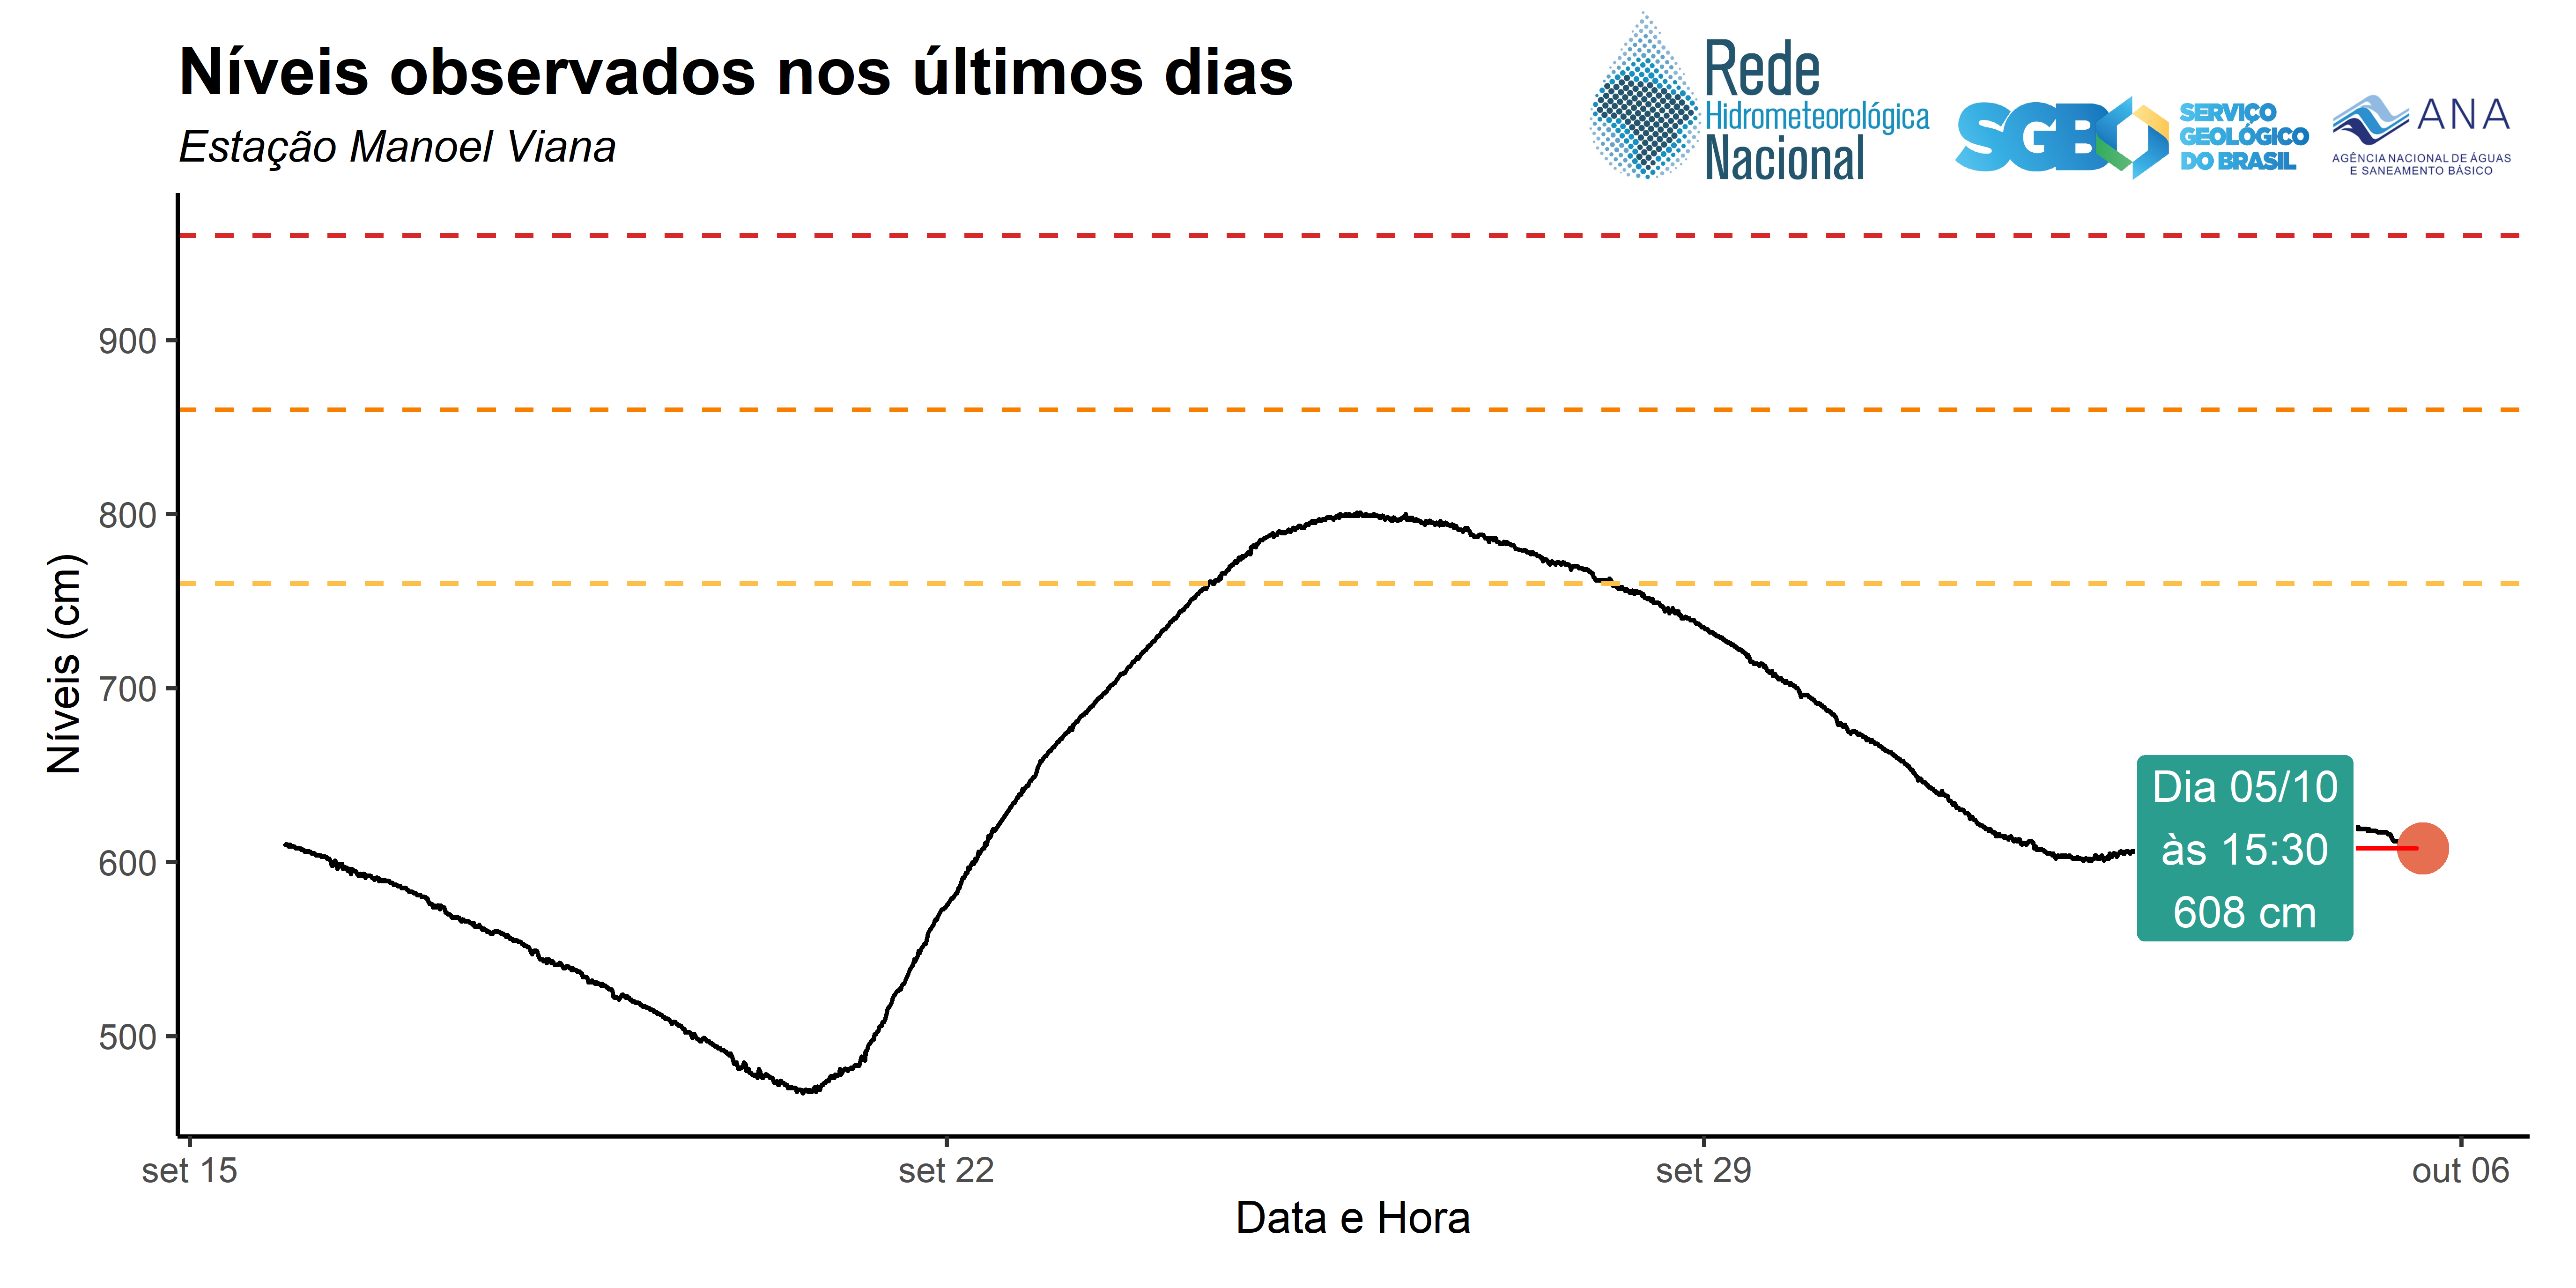 Níveis observados nos últimos dias
Estação Manoel Viana
Rede
Hidrometeorológica
Nacional
SGB
SERVIÇO
GEOLÓGICO
DO BRASIL
ANA
AGÊNCIA NACIONAL DE ÁGUAS
E SANEAMENTO BÁSICO
Níveis (cm)
900
800
700
600
500
Dia 05/10
às 15:30
608 cm
set 15
set 22
set 29
out 06
Data e Hora